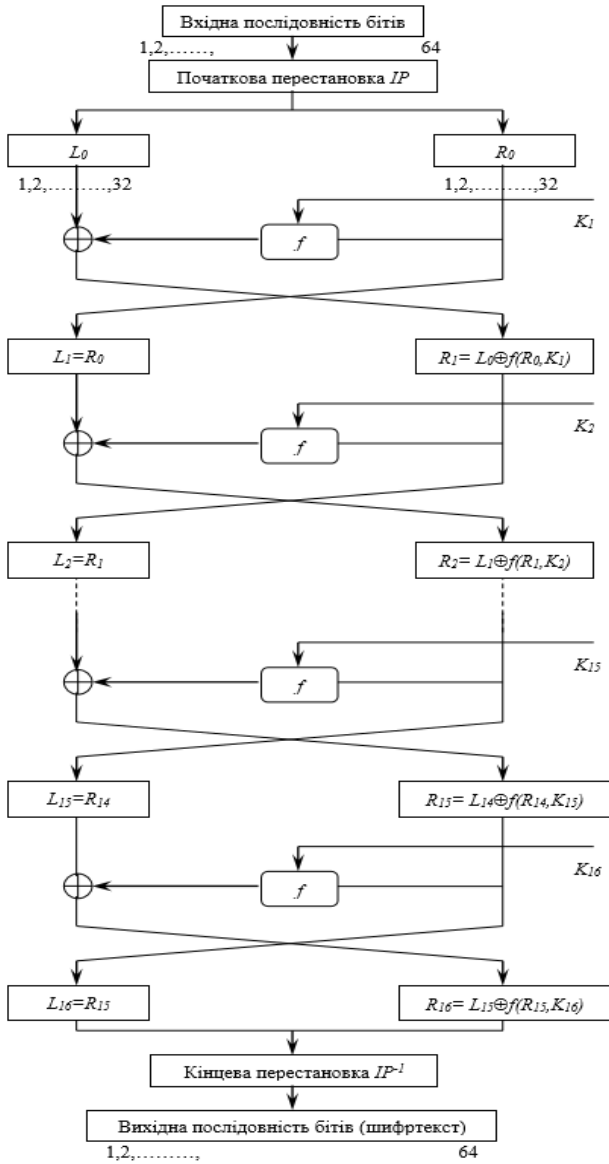 Вхідна послідовність бітів
1,2,......, 64
Початкова перестановка IP
L₀ R₀
1,2,..........,32 1,2,..........,32
K₁
f
L₁=R₀ R₁= L₀⊕f(R₀,K₁)
K₂
f
L₂=R₁ R₂= L₁⊕f(R₁,K₂)
K₁₅
f
L₁₅=R₁₄ R₁₅= L₁₄⊕f(R₁₄,K₁₅)
K₁₆
f
L₁₆=R₁₅ R₁₆= L₁₅⊕f(R₁₅,K₁₆)
Кінцева перестановка IP⁻¹
Вихідна послідовність бітів (шифртекст)
1,2,.........., 64